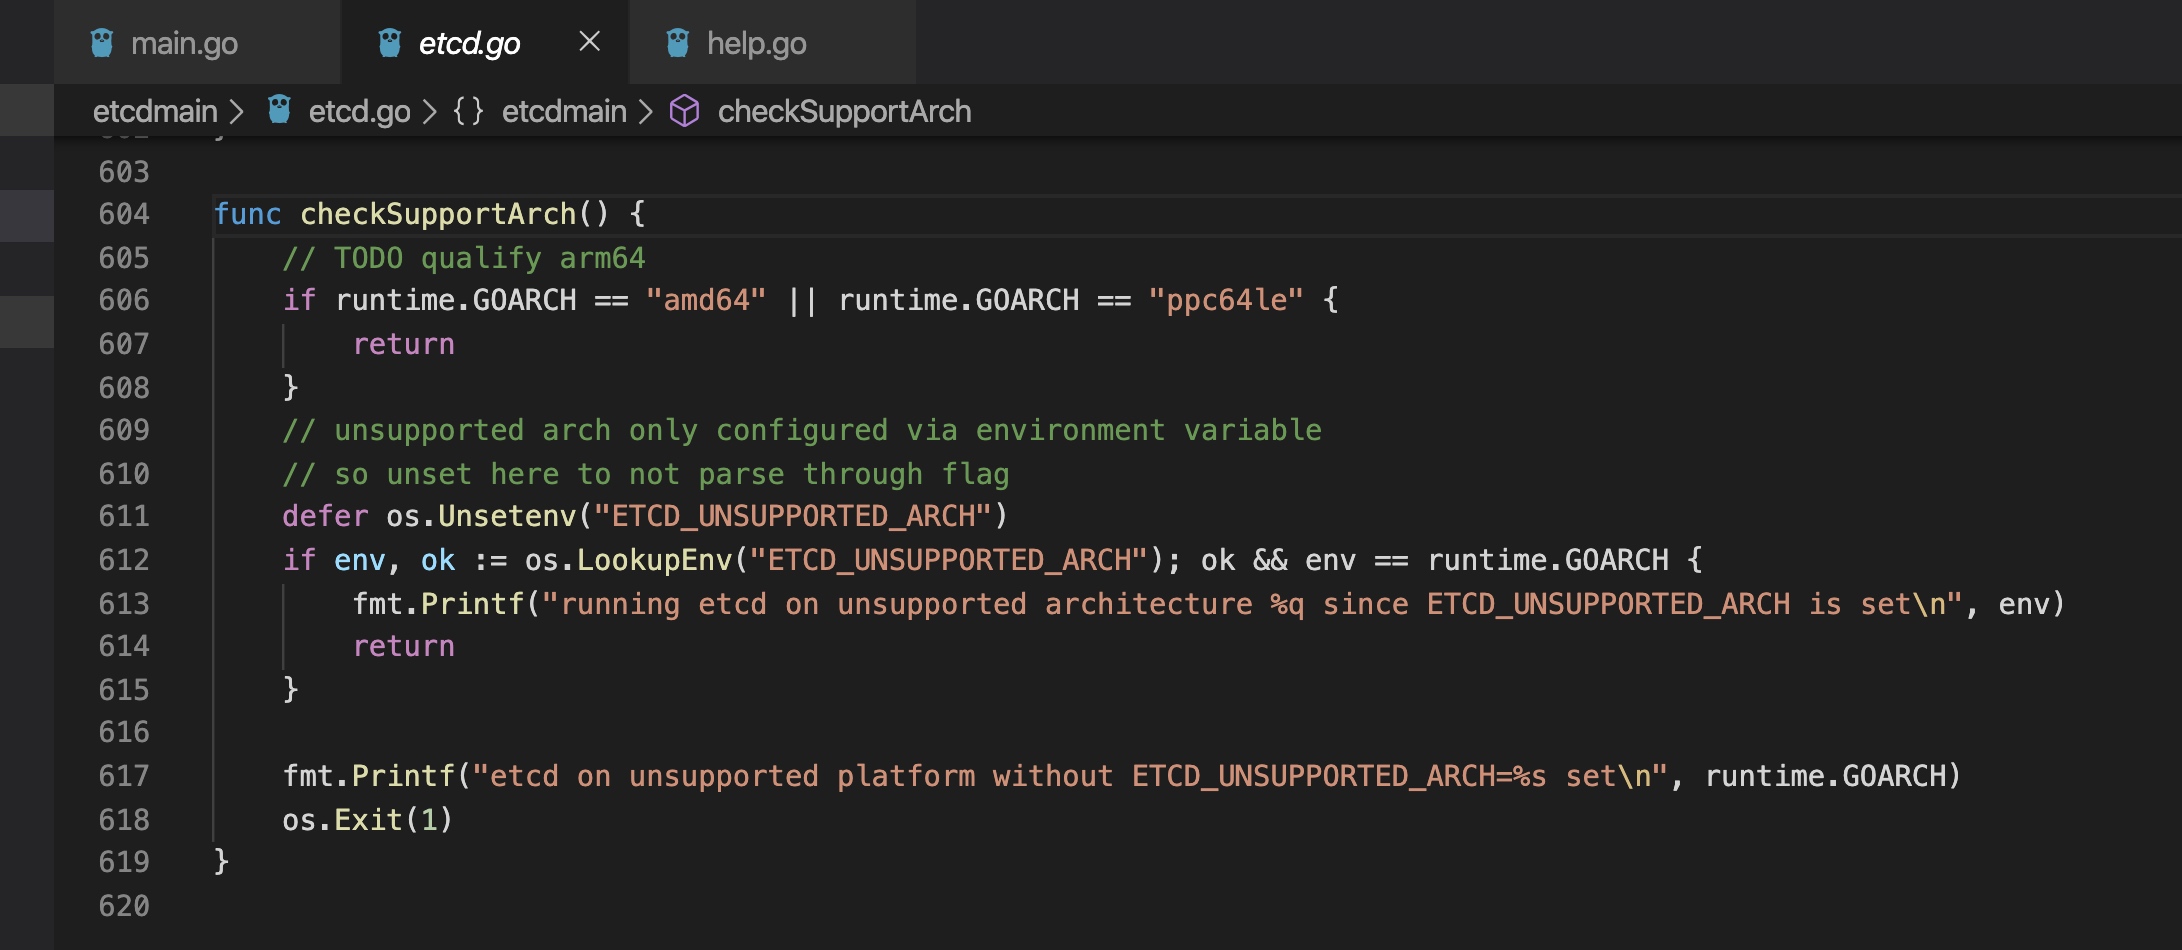 main.go etcd.go help.go
etcdmain > etcd.go > {} etcdmain > checkSupportArch
603
604 func checkSupportArch() {
605 // TODO qualify arm64
606 if runtime.GOARCH == "amd64" || runtime.GOARCH == "ppc64le" {
607 return
608 }
609 // unsupported arch only configured via environment variable
610 // so unset here to not parse through flag
611 defer os.Unsetenv("ETCD_UNSUPPORTED_ARCH")
612 if env, ok := os.LookupEnv("ETCD_UNSUPPORTED_ARCH"); ok && env == runtime.GOARCH {
613 fmt.Printf("running etcd on unsupported architecture %q since ETCD_UNSUPPORTED_ARCH is set\n", env)
614 return
615 }
616
617 fmt.Printf("etcd on unsupported platform without ETCD_UNSUPPORTED_ARCH=%s set\n", runtime.GOARCH)
618 os.Exit(1)
619 }
620